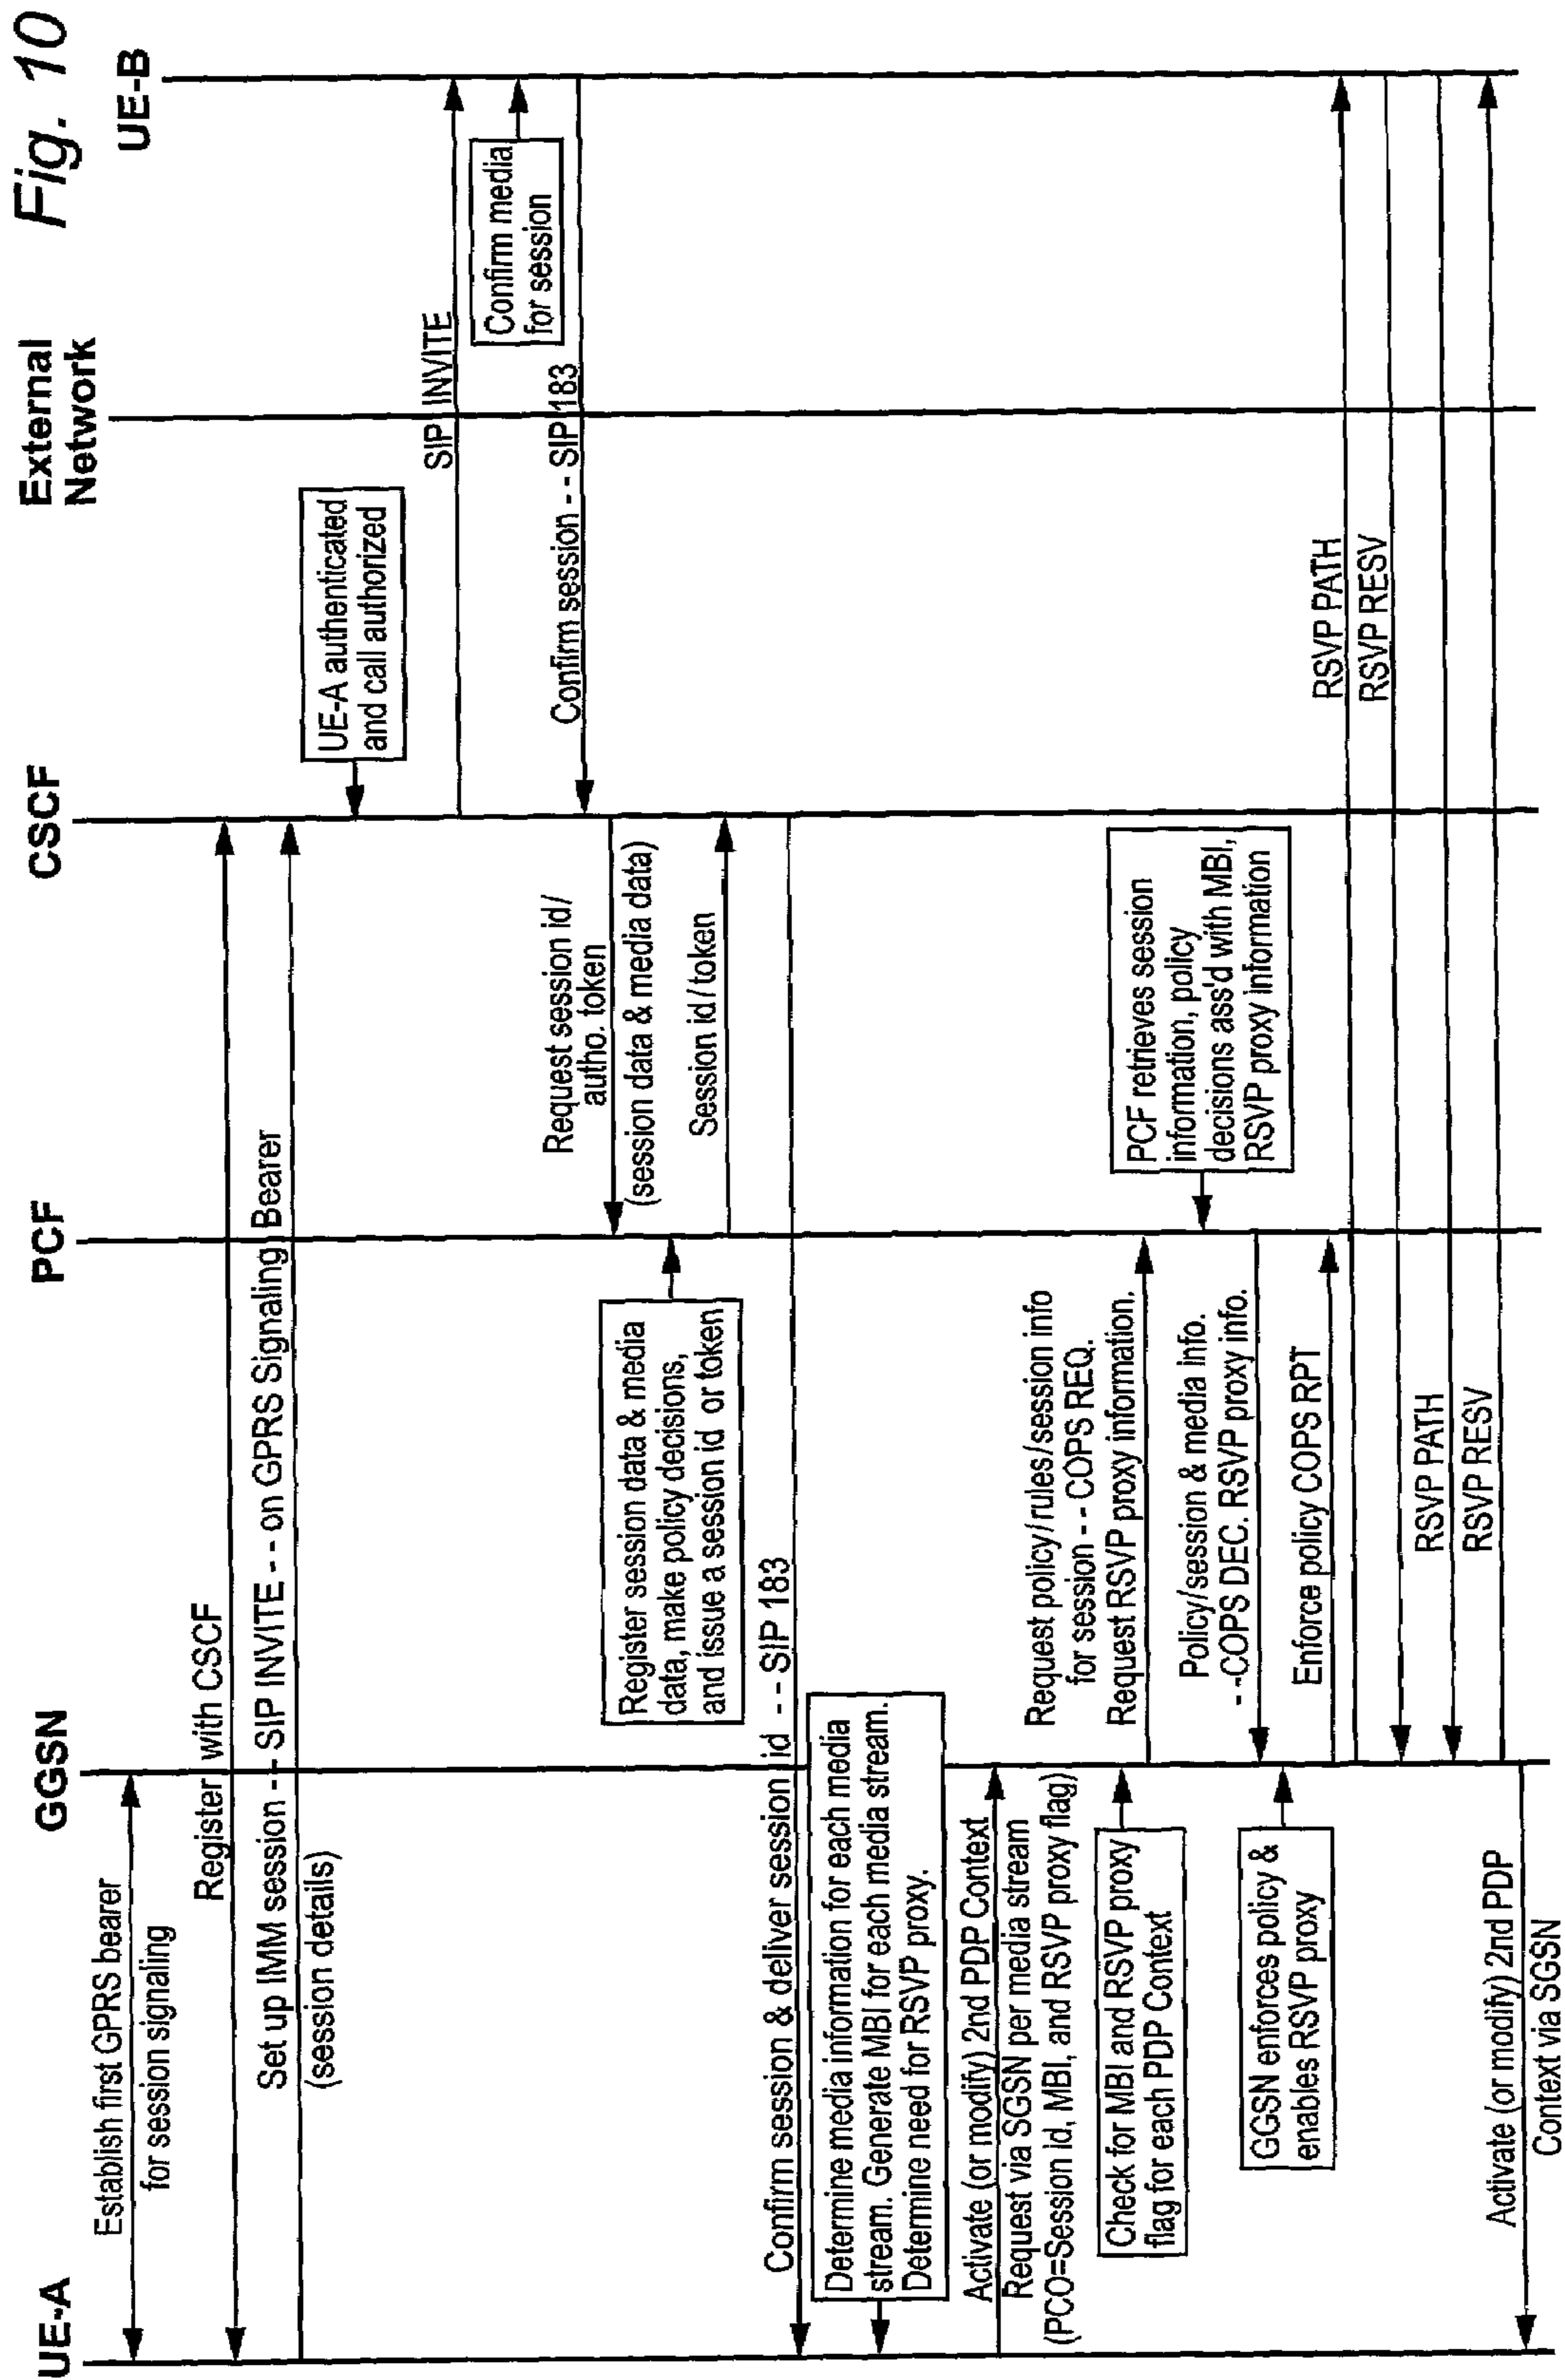 Fig. 10
UE-A
GGSN
PCF
CSCF
External
Network
UE-B
Establish first GPRS bearer
for session signaling
Register with CSCF
Set up IMM session - - SIP INVITE - - on GPRS Signaling Bearer
(session details)
UE-A authenticated
and call authorized
SIP INVITE
Confirm media
for session
Confirm session - - SIP 183
Request session id/
autho. token
(session data & media data)
Register session data & media
data, make policy decisions,
and issue a session id or token
Session id/token
Confirm session & deliver session id - - SIP 183
Determine media information for each media
stream. Generate MBI for each media stream.
Determine need for RSVP proxy.
Activate (or modify) 2nd PDP Context
Request via SGSN per media stream
(PCO=Session id, MBI, and RSVP proxy flag)
Check for MBI and RSVP proxy
flag for each PDP Context
Request policy/rules/session info
for session - - COPS REQ.
Request RSVP proxy information.
PCF retrieves session
information, policy
decisions ass'd with MBI,
RSVP proxy information
Policy/session & media info.
- -COPS DEC. RSVP proxy info.
GGSN enforces policy &
enables RSVP proxy
Enforce policy COPS RPT
RSVP PATH
RSVP RESV
RSVP PATH
RSVP RESV
Activate (or modify) 2nd PDP
Context via SGSN